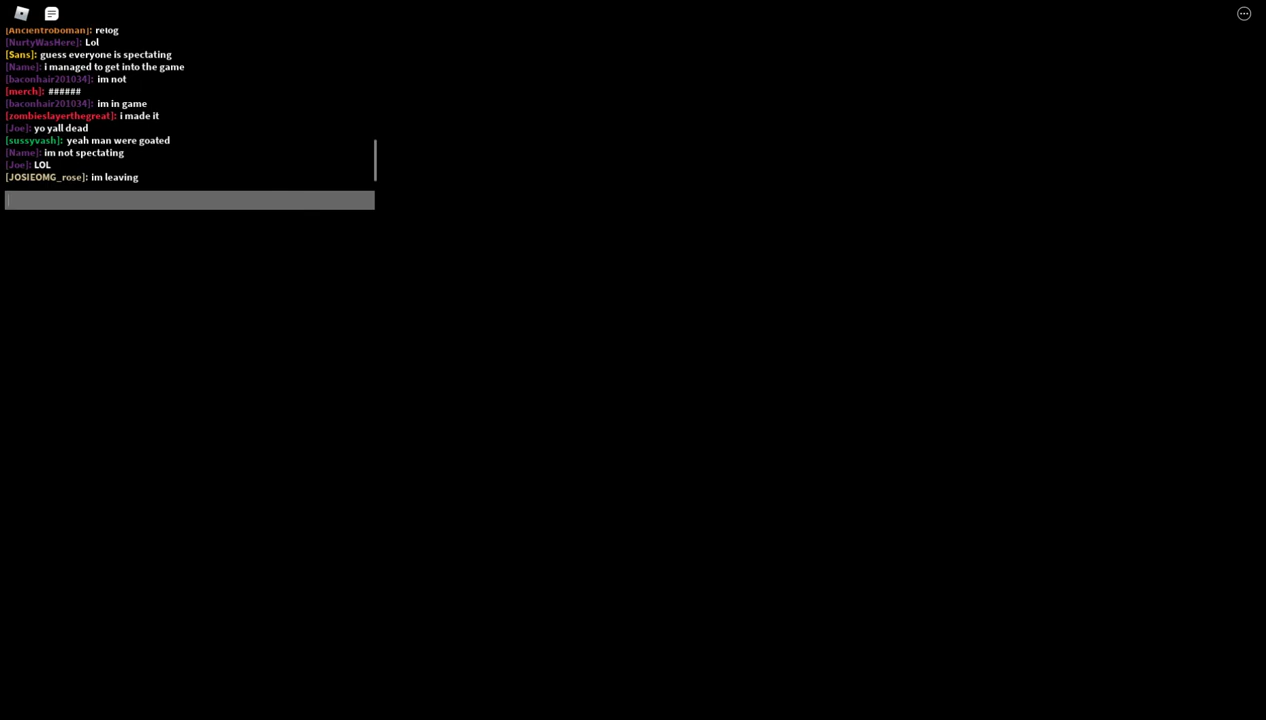 [Ancientroboman]: relog
[NurtyWasHere]: Lol
[Sans]: guess everyone is spectating
[Name]: i managed to get into the game
[baconhair201034]: im not
[merch]: ######
[baconhair201034]: im in game
[zombieslayerthegreat]: i made it
[Joe]: yo yall dead
[sussyvash]: yeah man were goated
[Name]: im not spectating
[Joe]: LOL
[JOSIEOMG_rose]: im leaving